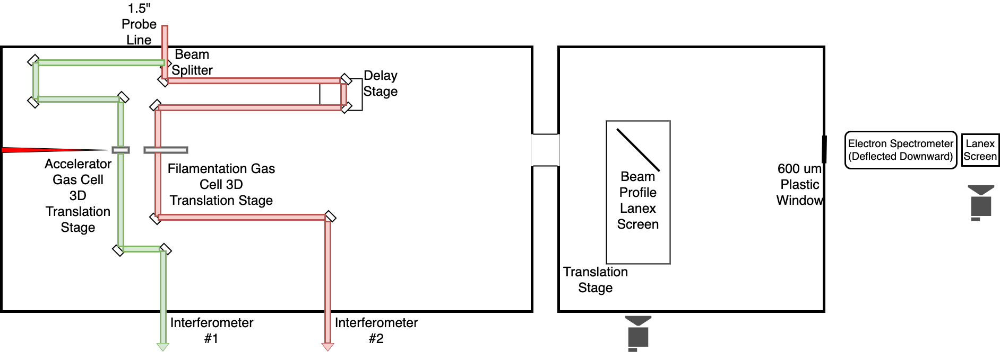 1.5"
Probe
Line
Beam
Splitter
Delay
Stage
Accelerator
Gas Cell
3D
Translation
Stage
Filamentation Gas
Cell 3D
Translation Stage
Interferometer
#1
Interferometer
#2
Beam
Profile
Lanex
Screen
Translation
Stage
600 um
Plastic
Window
Electron Spectrometer
(Deflected Downward)
Lanex
Screen